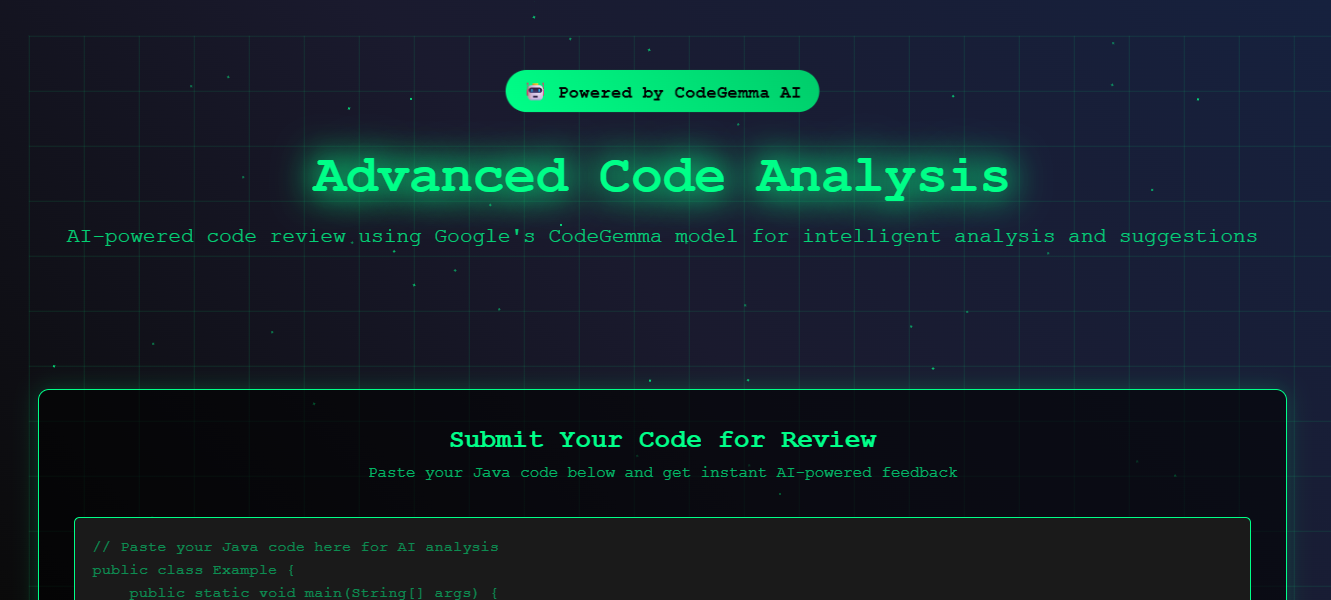 Powered by CodeGemma AI
Advanced Code Analysis
AI-powered code review using Google's CodeGemma model for intelligent analysis and suggestions
Submit Your Code for Review
Paste your Java code below and get instant AI-powered feedback
// Paste your Java code here for AI analysis
public class Example {
    public static void main(String[] args) {